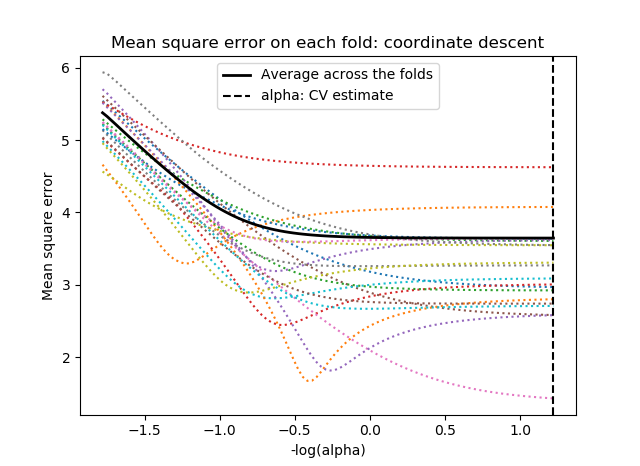 Mean square error on each fold: coordinate descent
Average across the folds
alpha: CV estimate
Mean square error
6
5
4
3
2
−1.5 −1.0 −0.5 0.0 0.5 1.0
-log(alpha)